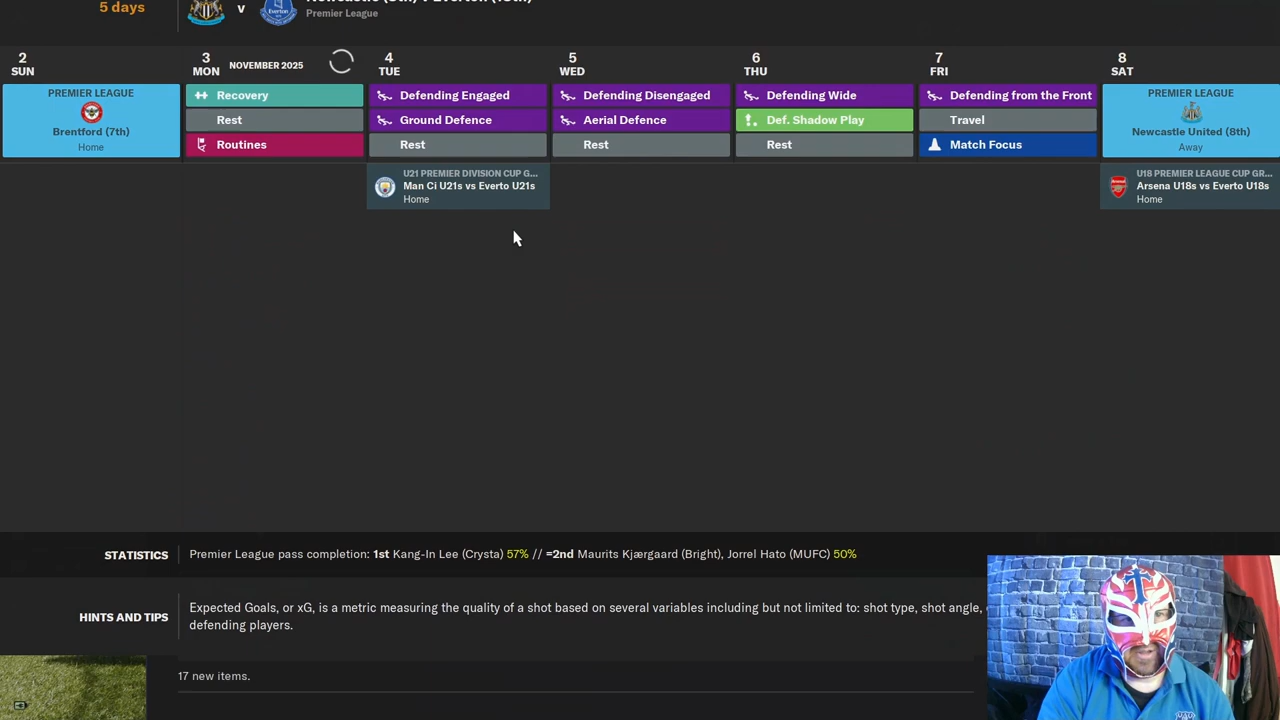 5 days
v
Premier League
2
SUN
3
MON
NOVEMBER 2025
4
TUE
5
WED
6
THU
7
FRI
8
SAT
PREMIER LEAGUE
Brentford (7th)
Home
Recovery
Rest
Routines
Defending Engaged
Ground Defence
Rest
Defending Disengaged
Aerial Defence
Rest
Defending Wide
Def. Shadow Play
Rest
Defending from the Front
Travel
Match Focus
PREMIER LEAGUE
Newcastle United (8th)
Away
U21 PREMIER DIVISION CUP G...
Man Ci U21s vs Everto U21s
Home
U18 PREMIER LEAGUE CUP GR...
Arsena U18s vs Everto U18s
Home
STATISTICS
Premier League pass completion: 1st Kang-In Lee (Crysta) 57% // =2nd Maurits Kjærgaard (Bright), Jorrel Hato (MUFC) 50%
HINTS AND TIPS
Expected Goals, or xG, is a metric measuring the quality of a shot based on several variables including but not limited to: shot type, shot angle,
defending players.
17 new items.